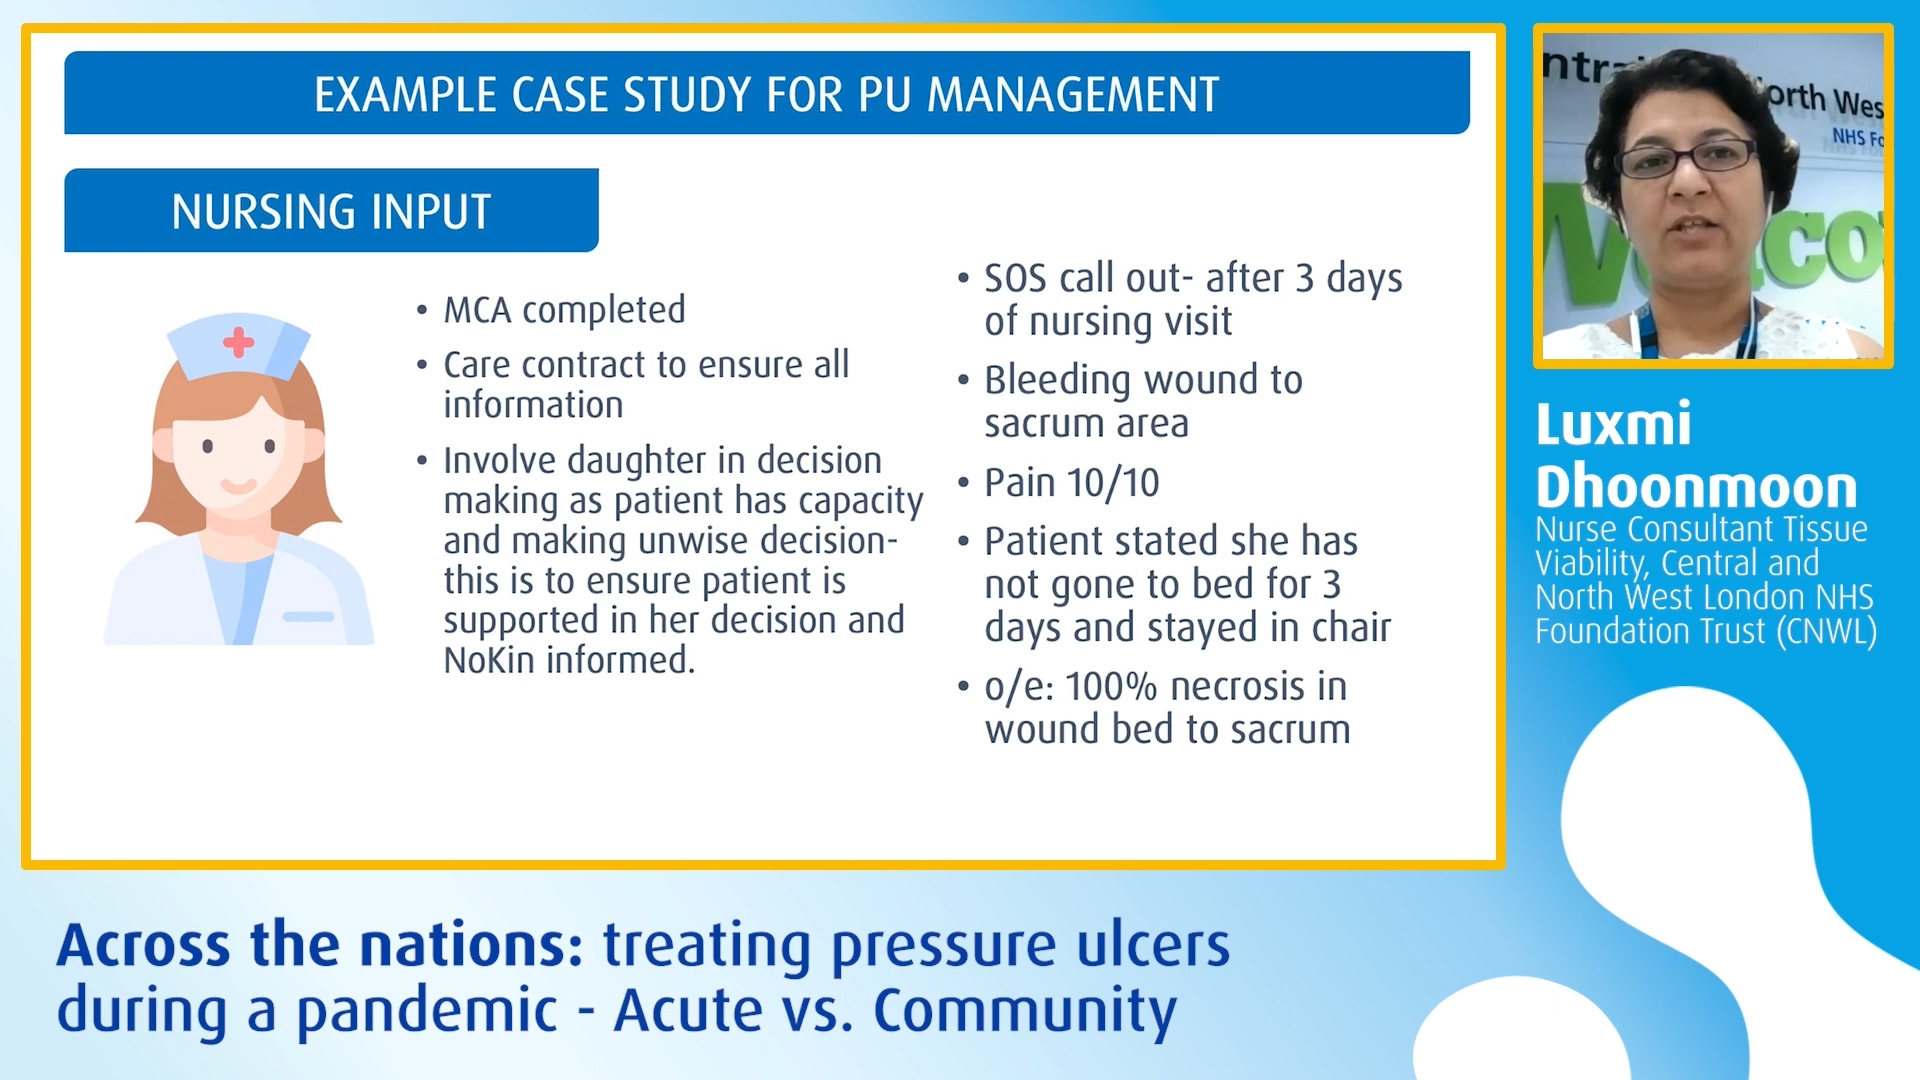 EXAMPLE CASE STUDY FOR PU MANAGEMENT
NURSING INPUT
• MCA completed
• Care contract to ensure all
information
• Involve daughter in decision
making as patient has capacity
and making unwise decision-
this is to ensure patient is
supported in her decision and
NoKin informed.
• SOS call out- after 3 days
of nursing visit
• Bleeding wound to
sacrum area
• Pain 10/10
• Patient stated she has
not gone to bed for 3
days and stayed in chair
• o/e: 100% necrosis in
wound bed to sacrum
Luxmi
Dhoonmoon
Nurse Consultant Tissue
Viability, Central and
North West London NHS
Foundation Trust (CNWL)
Across the nations: treating pressure ulcers
during a pandemic - Acute vs. Community